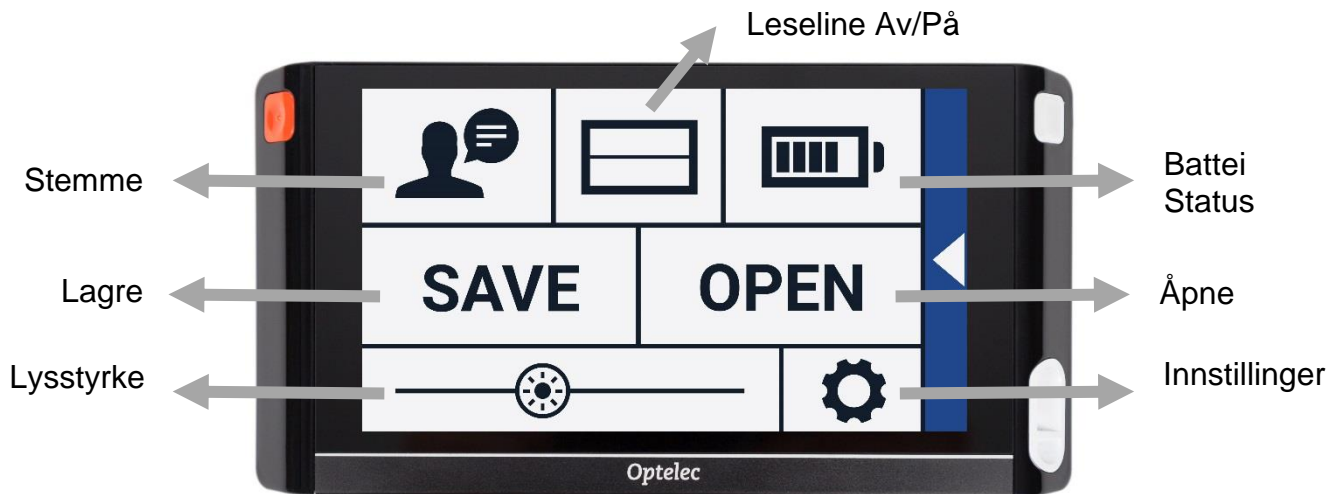 Leseline Av/På
Stemme
Battei
Status
Lagre
SAVE
OPEN
Åpne
Lysstyrke
Innstillinger
Optelec